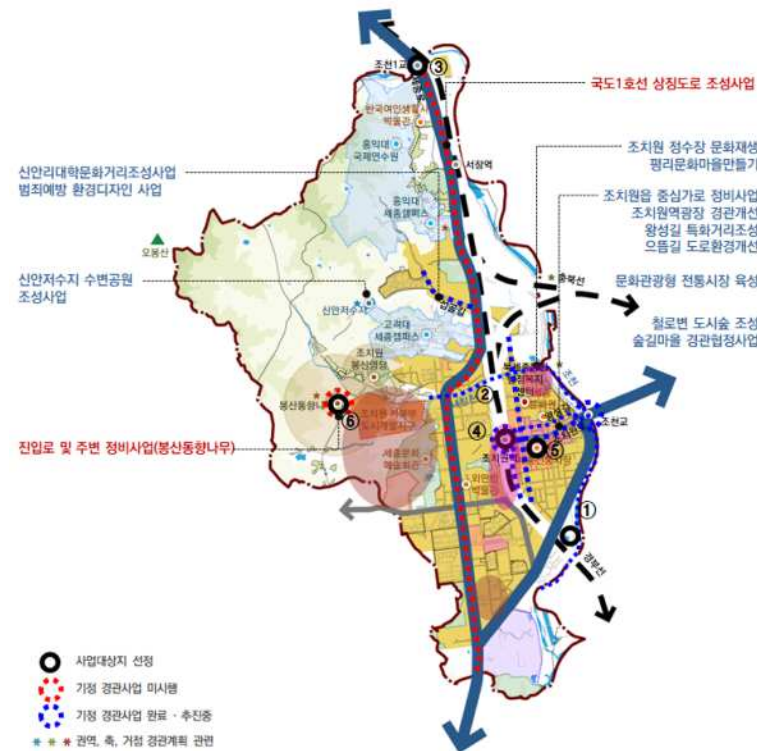 조천1교
③
국도1호선 상징도로 조성사업
홍익대
국제연수원
서창역
조치원 정수장 문화재생
평리문화마을만들기
신안리대학문화거리조성사업
범죄예방 환경디자인 사업
홍익대
세종캠퍼스
조치원읍 중심가로 정비사업
조치원역광장 경관개선
왕성길 특화거리조성
으뜸길 도로환경개선
오봉산
충북선
신안저수지 수변공원
조성사업
신안저수지
문화관광형 전통시장 육성
고려대
세종캠퍼스
철로변 도시숲 조성
숲길마을 경관협정사업
조치원
봉산영당
조천
②
봉산동향나무
⑥
④
조천교
⑤
진입로 및 주변 정비사업(봉산동향나무)
세종문화
예술회관
①
경부선
사업대상지 선정
기정 경관사업 미시행
기정 경관사업 완료 · 추진중
권역, 축, 거점 경관계획 관련